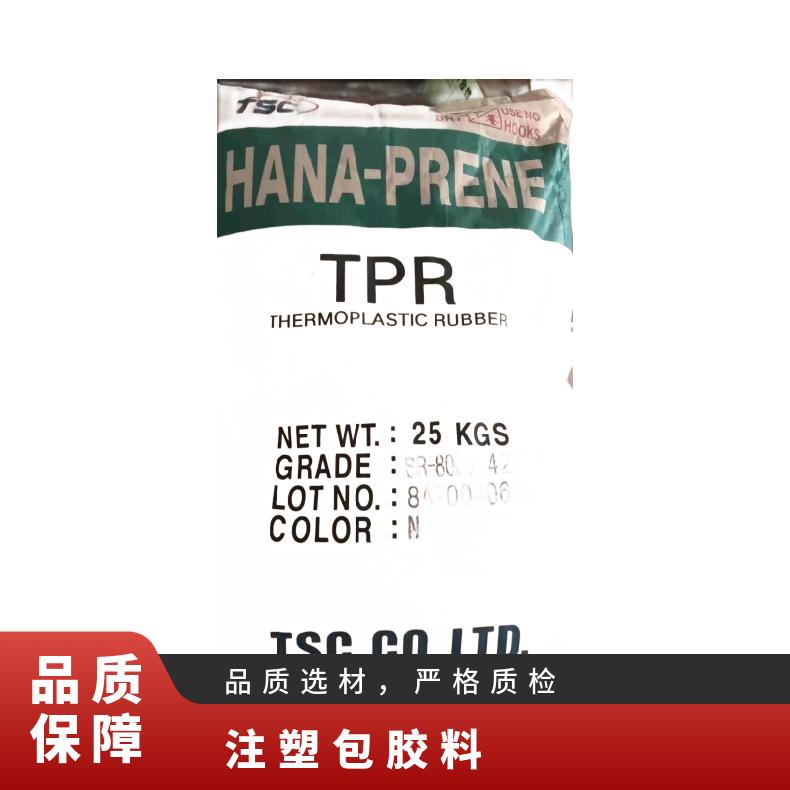 TSC
USE NO
HOOKS
HANA-PRENE
TPR
THERMOPLASTIC RUBBER
NET WT. : 25 KGS
GRADE :
LOT NO. :
COLOR : N
TSC CO.,LTD.
品质
保障
品质选材，严格质检
注塑包胶料